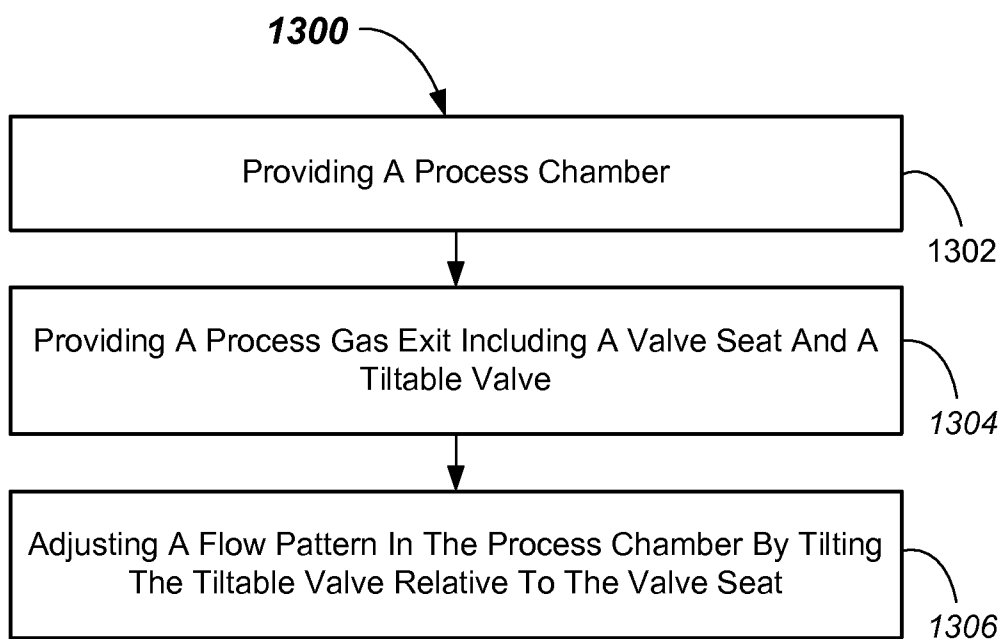 1300
Providing A Process Chamber
1302
Providing A Process Gas Exit Including A Valve Seat And A
Tiltable Valve
1304
Adjusting A Flow Pattern In The Process Chamber By Tilting
The Tiltable Valve Relative To The Valve Seat
1306